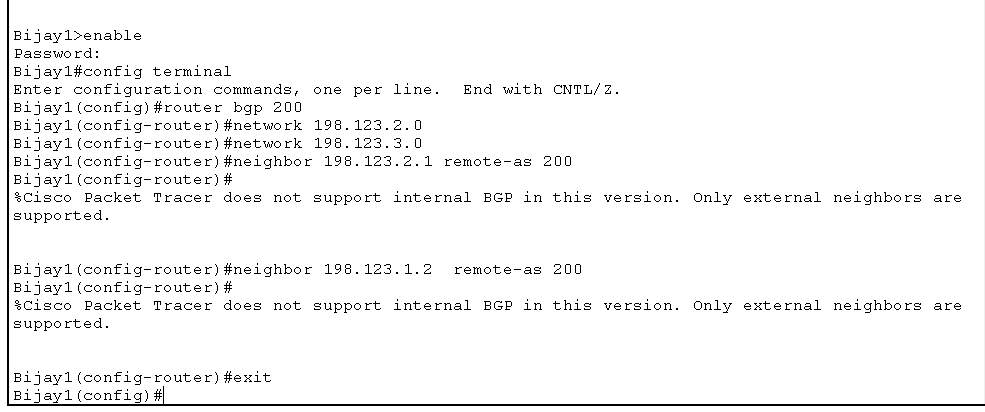 Bijay1>enable
Password:
Bijay1#config terminal
Enter configuration commands, one per line.  End with CNTL/Z.
Bijay1(config)#router bgp 200
Bijay1(config-router)#network 198.123.2.0
Bijay1(config-router)#network 198.123.3.0
Bijay1(config-router)#neighbor 198.123.2.1 remote-as 200
Bijay1(config-router)#
%Cisco Packet Tracer does not support internal BGP in this version. Only external neighbors are
supported.
Bijay1(config-router)#neighbor 198.123.1.2  remote-as 200
Bijay1(config-router)#
%Cisco Packet Tracer does not support internal BGP in this version. Only external neighbors are
supported.
Bijay1(config-router)#exit
Bijay1(config)#